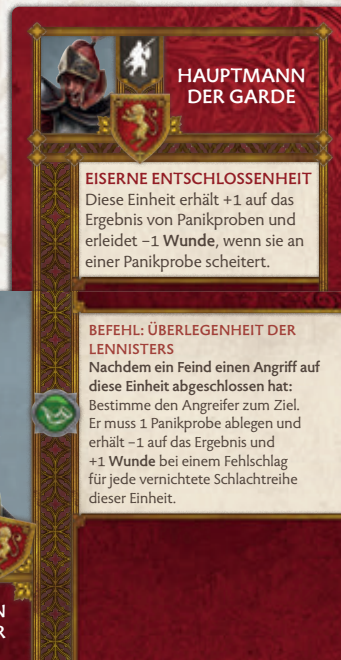 HAUPTMANN
DER GARDE
EISERNE ENTSCHLOSSENHEIT
Diese Einheit erhält +1 auf das
Ergebnis von Panikproben und
erleidet −1 Wunde, wenn sie an
einer Panikprobe scheitert.
BEFEHL: ÜBERLEGENHEIT DER
LENNISTERS
Nachdem ein Feind einen Angriff auf
diese Einheit abgeschlossen hat:
Bestimme den Angreifer zum Ziel.
Er muss 1 Panikprobe ablegen und
erhält −1 auf das Ergebnis und
+1 Wunde bei einem Fehlschlag
für jede vernichtete Schlachtreihe
dieser Einheit.
N
R